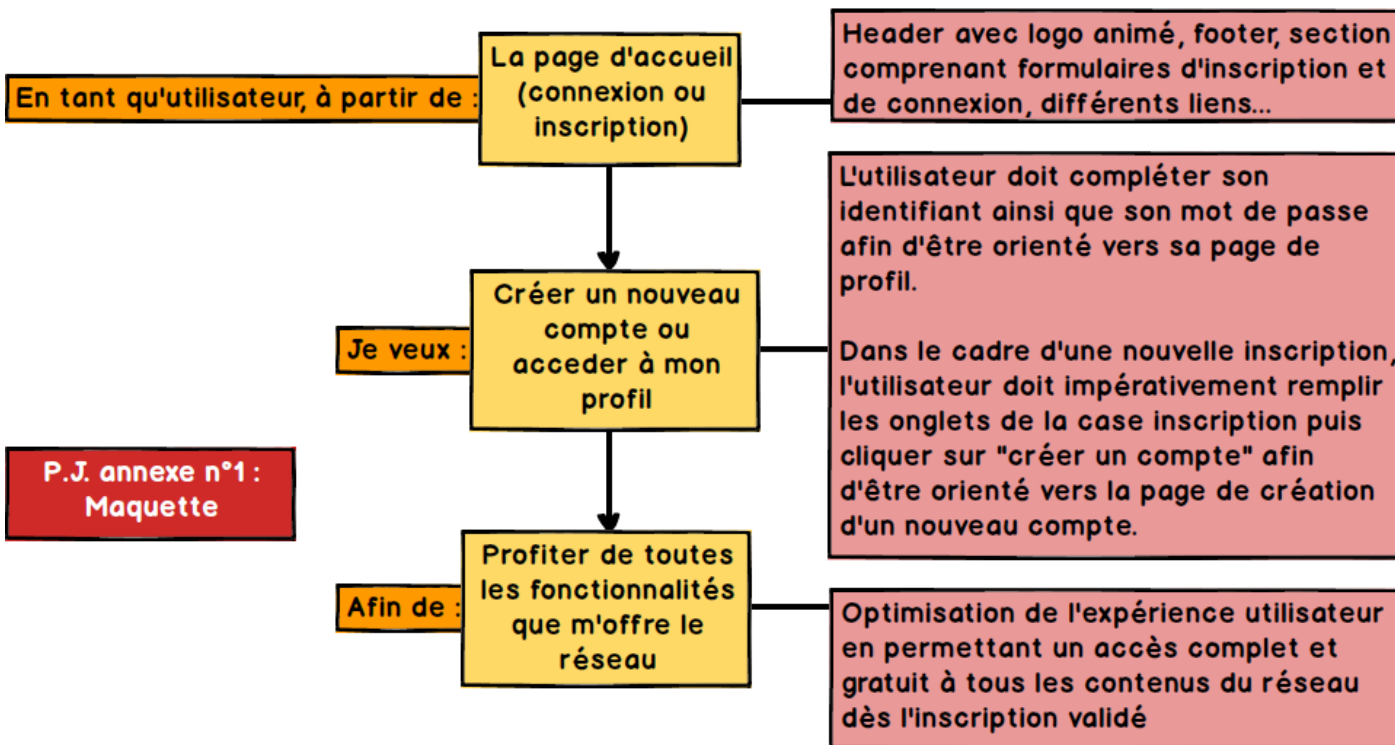 En tant qu'utilisateur, à partir de :
La page d'accueil
(connexion ou
inscription)
Header avec logo animé, footer, section
comprenant formulaires d'inscription et
de connexion, différents liens...
Je veux :
Créer un nouveau
compte ou
acceder à mon
profil
L'utilisateur doit compléter son
identifiant ainsi que son mot de passe
afin d'être orienté vers sa page de
profil.
Dans le cadre d'une nouvelle inscription,
l'utilisateur doit impérativement remplir
les onglets de la case inscription puis
cliquer sur "créer un compte" afin
d'être orienté vers la page de création
d'un nouveau compte.
P.J. annexe n°1 :
Maquette
Afin de :
Profiter de toutes
les fonctionnalités
que m'offre le
réseau
Optimisation de l'expérience utilisateur
en permettant un accès complet et
gratuit à tous les contenus du réseau
dès l'inscription validé